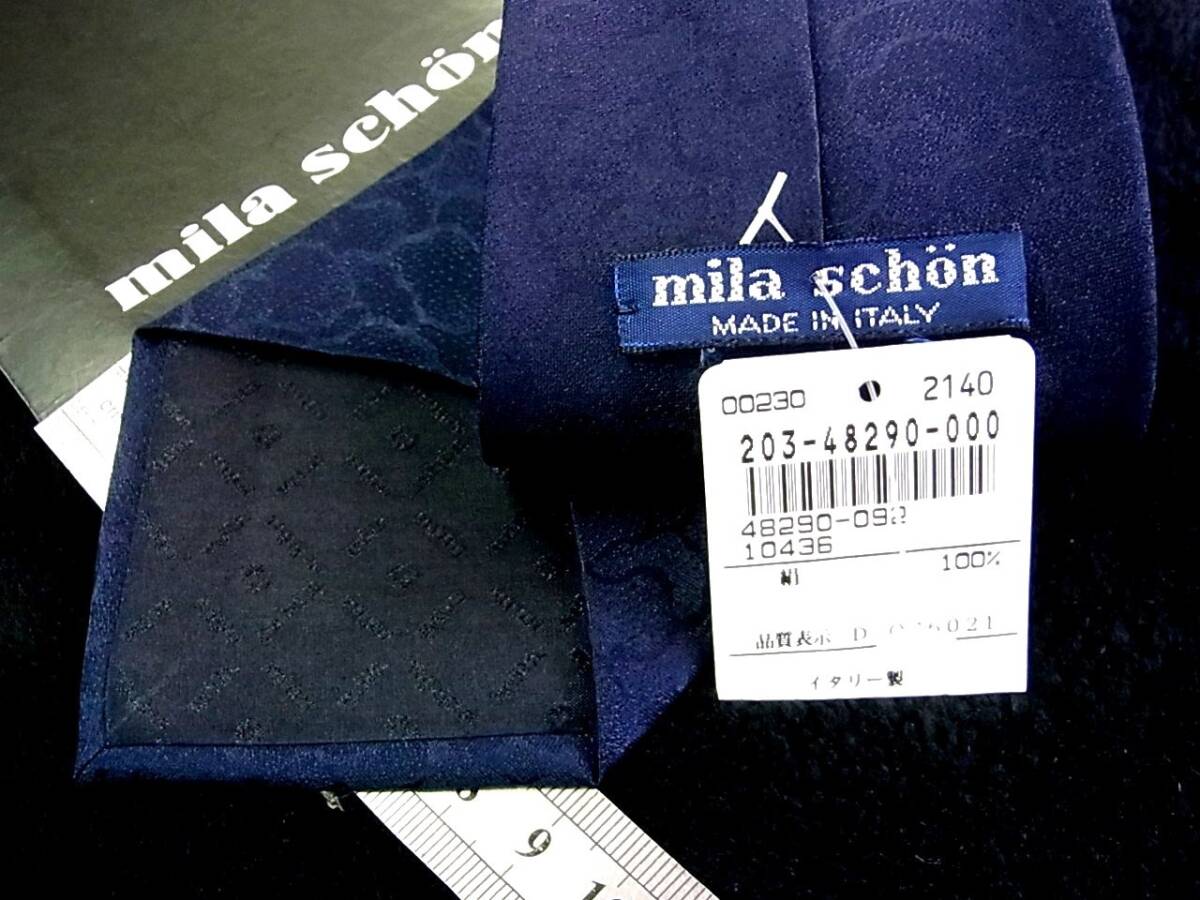 mila schön
mila schön
MADE IN ITALY
00230 2140
203-48290-000
48290-092
10436
絹 100%
品質表示 D
イタリー製
9